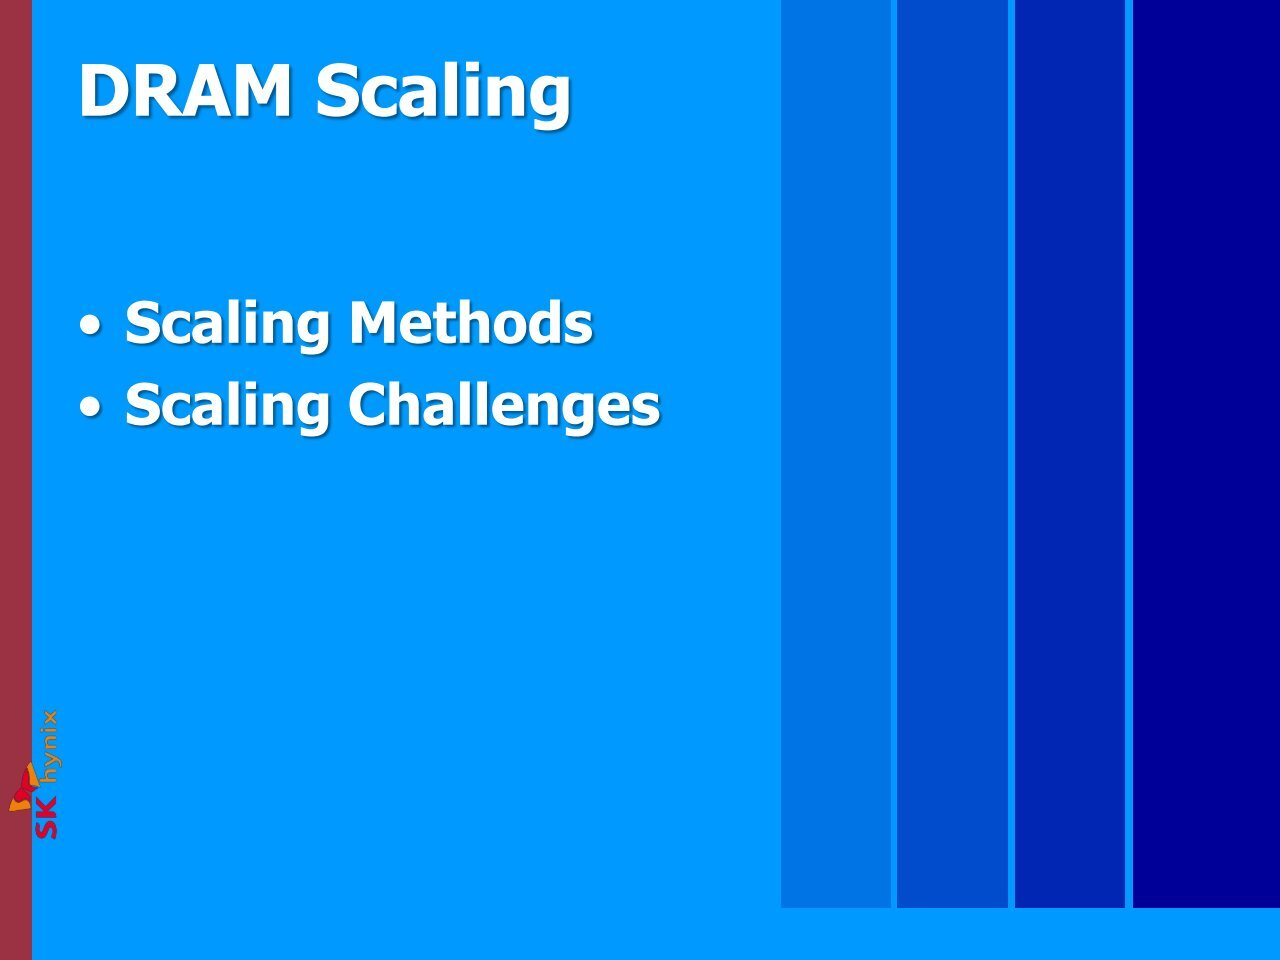 DRAM Scaling
• Scaling Methods
• Scaling Challenges
SK hynix